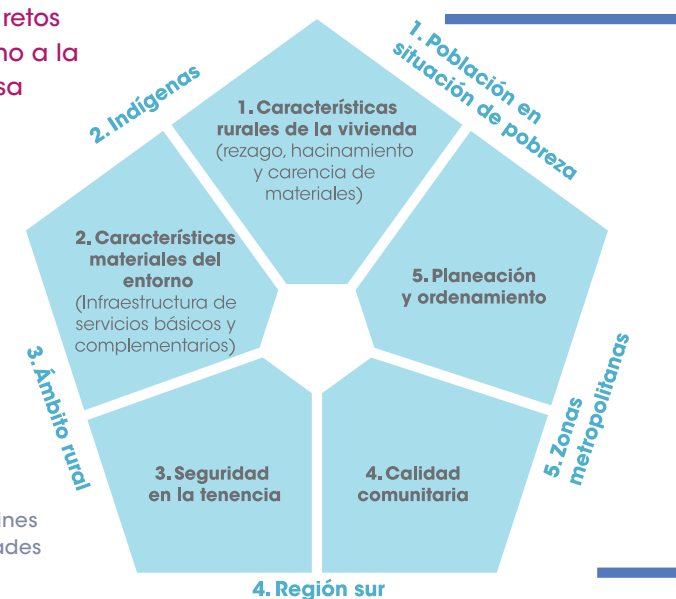 retos
no a la
sa
1. Población en
situación de pobreza
2. Indígenas
1. Características
rurales de la vivienda
(rezago, hacinamiento
y carencia de
materiales)
2. Características
materiales del
entorno
(Infraestructura de
servicios básicos y
complementarios)
5. Planeación
y ordenamiento
3. Ámbito rural
5. Zonas
metropolitanas
3. Seguridad
en la tenencia
4. Calidad
comunitaria
ines
ades
4. Región sur